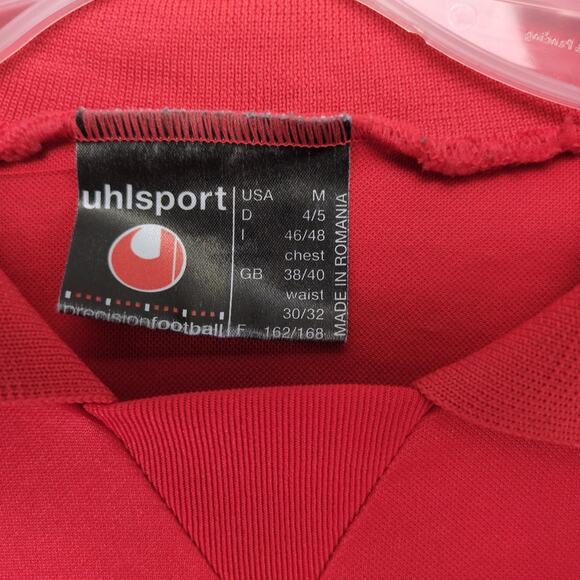 uhlsport
precisionfootball
USA M
D 4/5
I 46/48
chest
GB 38/40
waist
30/32
F 162/168
MADE IN ROMANIA